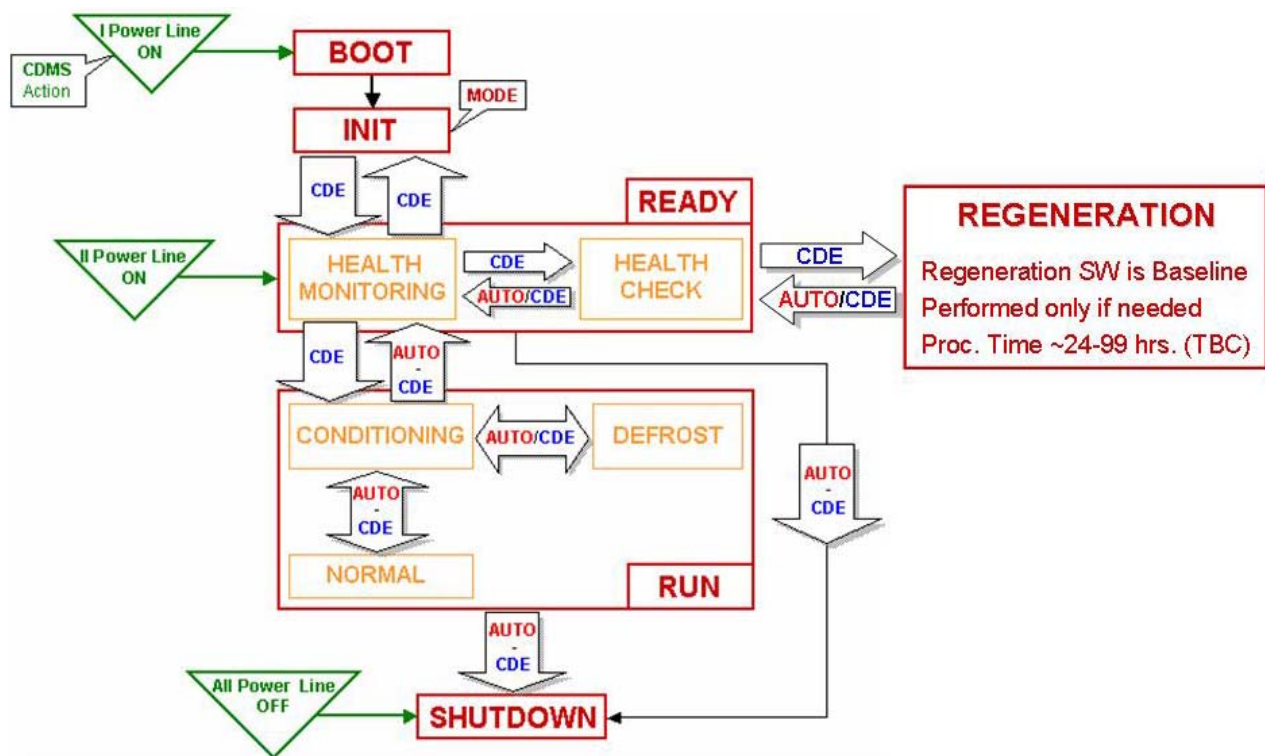 I Power Line
ON
CDMS
Action
BOOT
MODE
INIT
CDE
CDE
READY
II Power Line
ON
HEALTH
MONITORING
CDE
AUTO/CDE
HEALTH
CHECK
CDE
AUTO/CDE
REGENERATION
Regeneration SW is Baseline
Performed only if needed
Proc. Time ~24-99 hrs. (TBC)
CDE
AUTO
-
CDE
CONDITIONING
AUTO/CDE
DEFROST
AUTO
-
CDE
AUTO
-
CDE
NORMAL
RUN
AUTO
-
CDE
All Power Line
OFF
SHUTDOWN